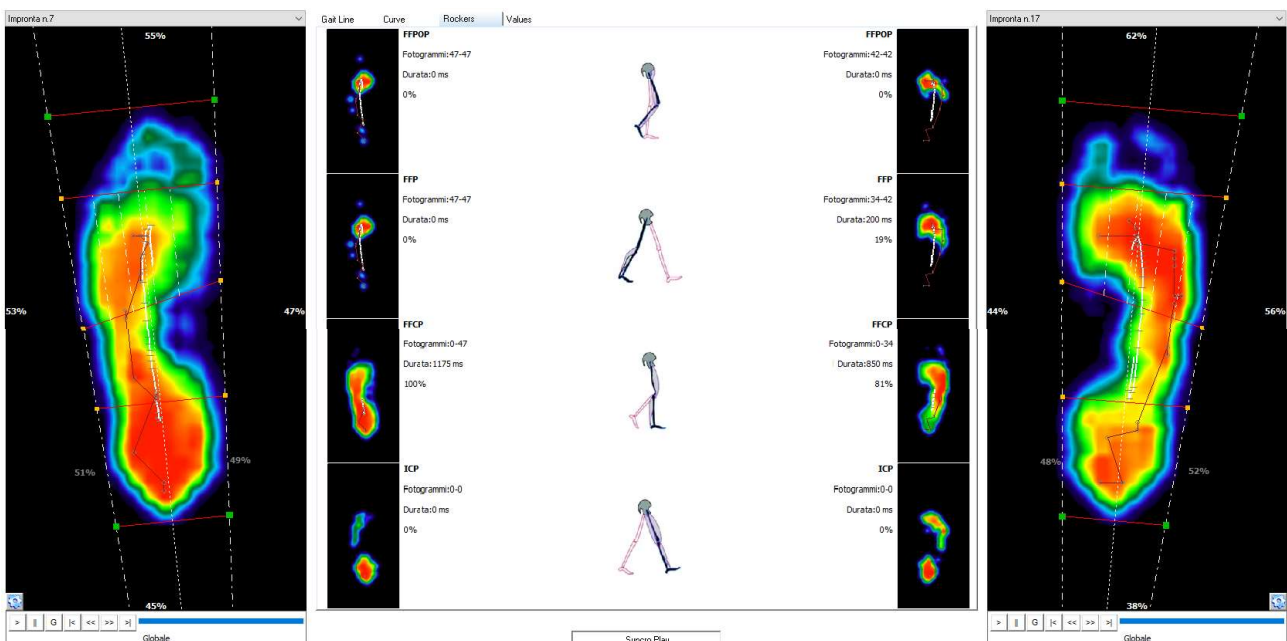 Impronta n.7
55%
53%
47%
51%
49%
45%
> || G |< << >> >|
Globale
Gait Line Curve Rockers Values
FFPOP
Fotogrammi:47-47
Durata:0 ms
0%
FFP
Fotogrammi:47-47
Durata:0 ms
0%
FFCP
Fotogrammi:0-47
Durata:1175 ms
100%
ICP
Fotogrammi:0-0
Durata:0 ms
0%
FFPOP
Fotogrammi:42-42
Durata:0 ms
0%
FFP
Fotogrammi:34-42
Durata:200 ms
19%
FFCP
Fotogrammi:0-34
Durata:850 ms
81%
ICP
Fotogrammi:0-0
Durata:0 ms
0%
Suncro Play
Impronta n.17
62%
44%
56%
48%
52%
38%
> || G |< << >> >|
Globale